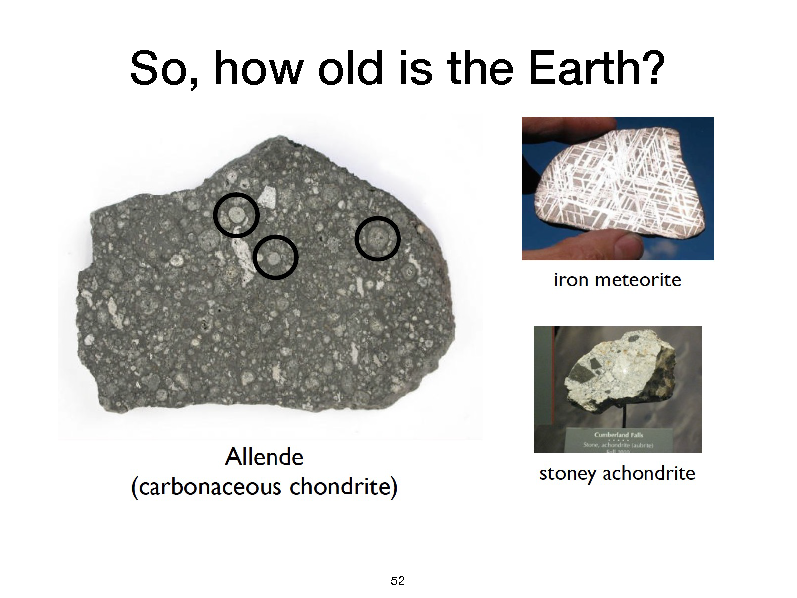 So, how old is the Earth?
iron meteorite
Cumberland Falls
Stone, achondrite (aubrite)
stoney achondrite
Allende
(carbonaceous chondrite)
52